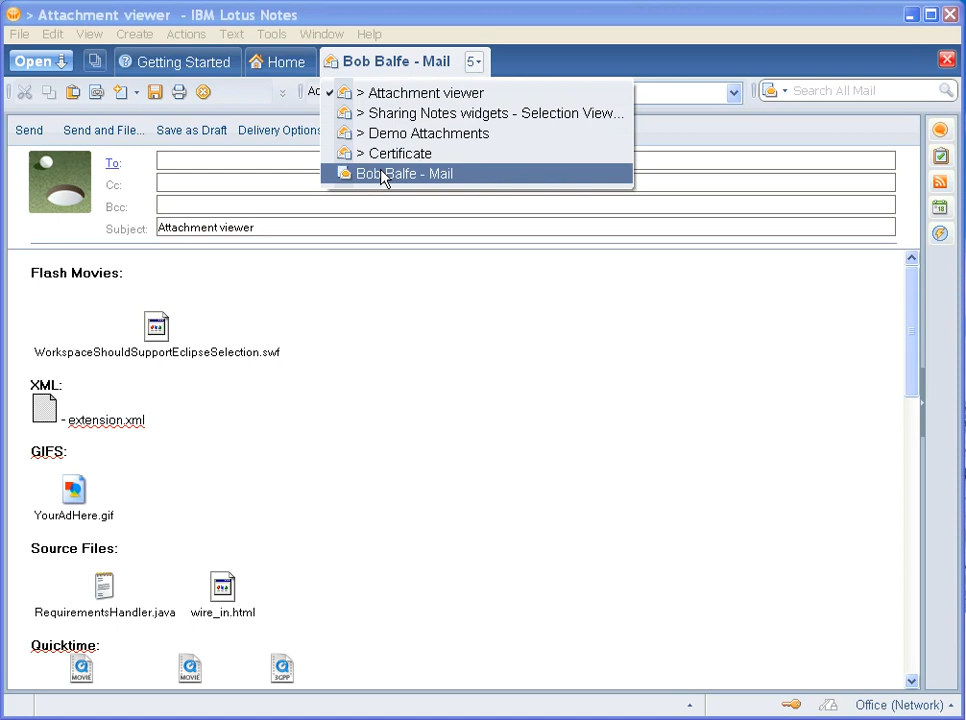 > Attachment viewer - IBM Lotus Notes
File Edit View Create Actions Text Tools Window Help
Open Getting Started Home Bob Balfe - Mail 5
Search All Mail
> Attachment viewer
> Sharing Notes widgets - Selection View...
> Demo Attachments
> Certificate
Bob Balfe - Mail
Send Send and File... Save as Draft Delivery Options
To:
Cc:
Bcc:
Subject: Attachment viewer
Flash Movies:
WorkspaceShouldSupportEclipseSelection.swf
XML:
- extension.xml
GIFS:
YourAdHere.gif
Source Files:
RequirementsHandler.java wire_in.html
Quicktime:
MOVIE MOVIE 3GPP
Office (Network)